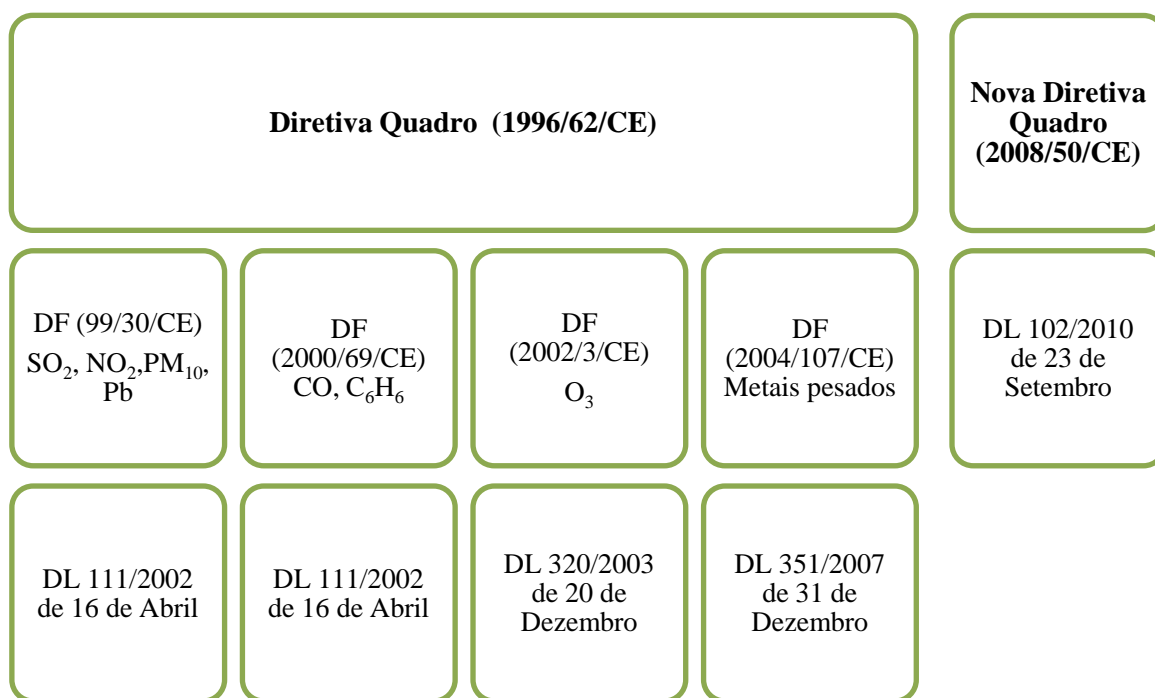 Diretiva Quadro (1996/62/CE)
Nova Diretiva
Quadro
(2008/50/CE)
DF (99/30/CE)
SO₂, NO₂,PM₁₀,
Pb
DF
(2000/69/CE)
CO, C₆H₆
DF
(2002/3/CE)
O₃
DF
(2004/107/CE)
Metais pesados
DL 102/2010
de 23 de
Setembro
DL 111/2002
de 16 de Abril
DL 111/2002
de 16 de Abril
DL 320/2003
de 20 de
Dezembro
DL 351/2007
de 31 de
Dezembro